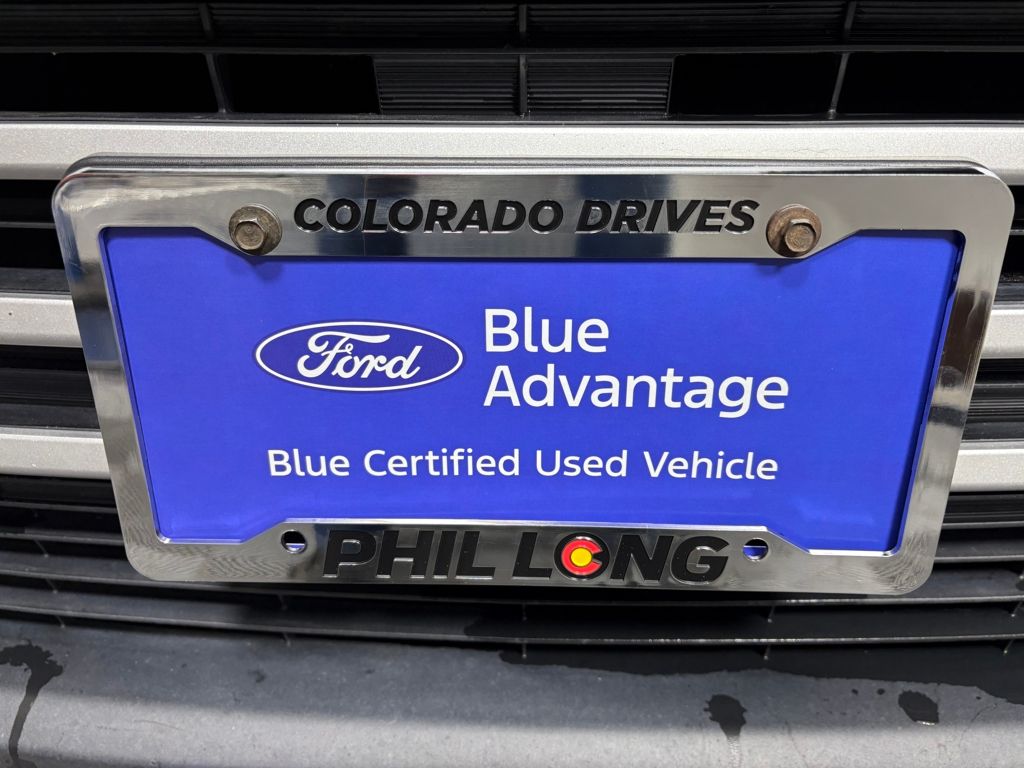 COLORADO DRIVES
Ford
Blue
Advantage
Blue Certified Used Vehicle
PHIL LONG